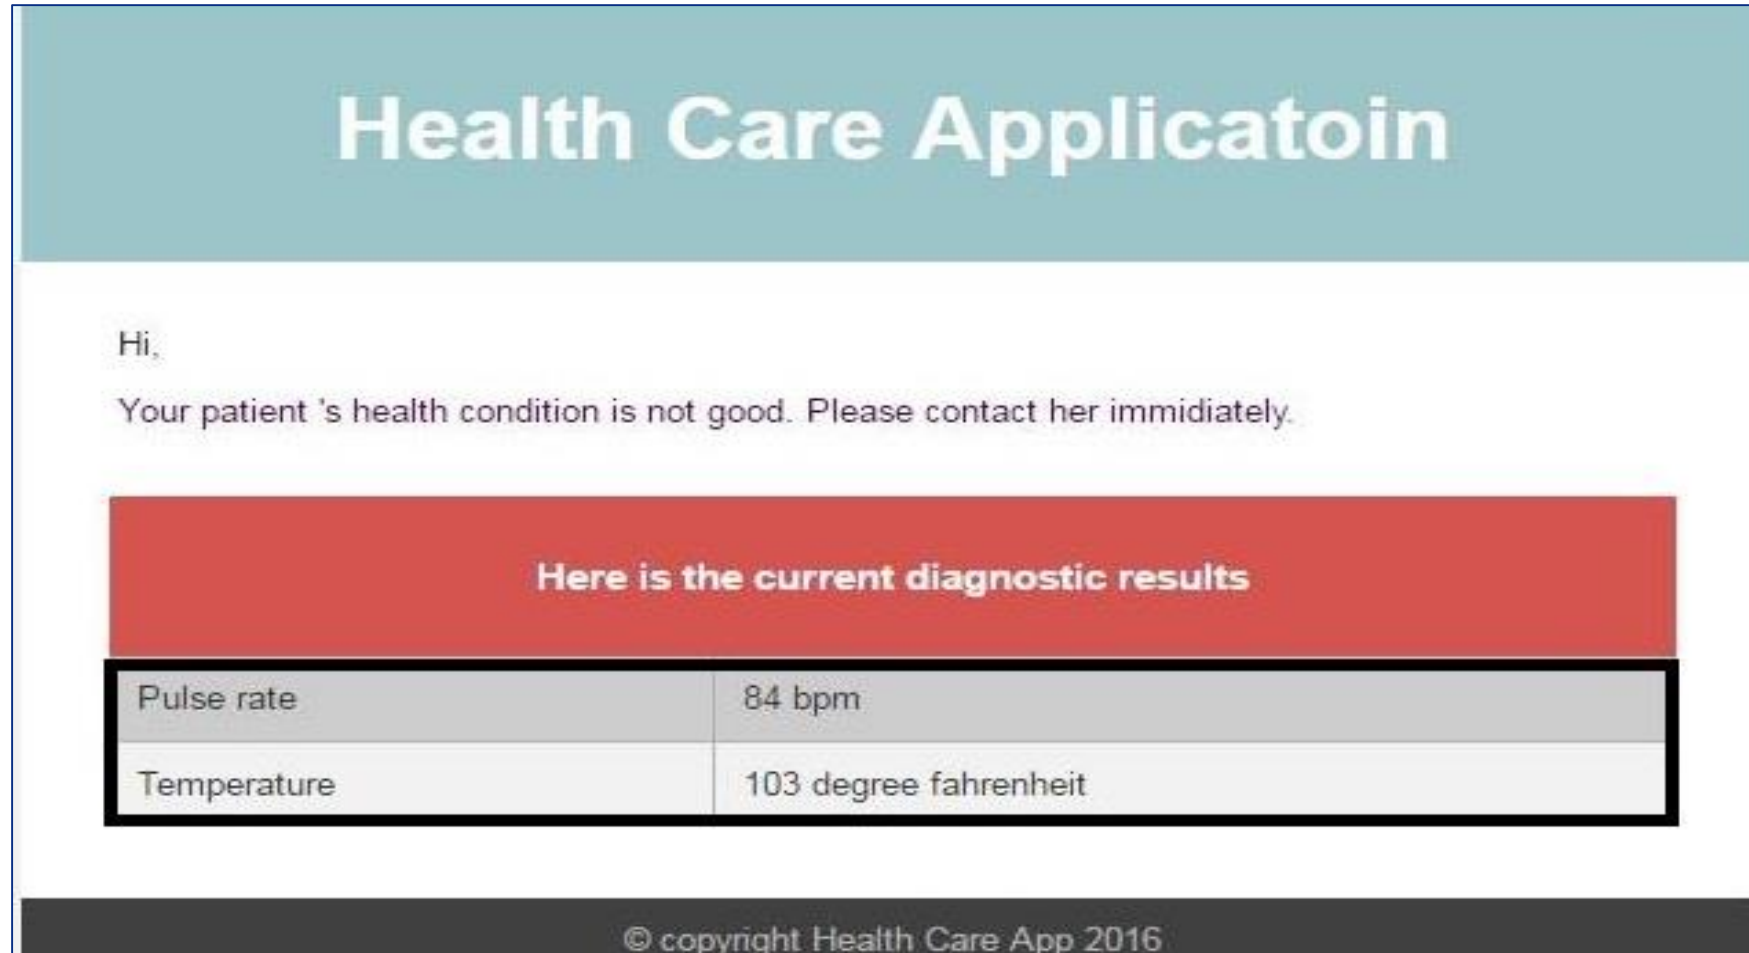 Health Care Applicatoin
Hi,
Your patient 's health condition is not good. Please contact her immidiately.
Here is the current diagnostic results
Pulse rate 84 bpm
Temperature 103 degree fahrenheit
© copyright Health Care App 2016